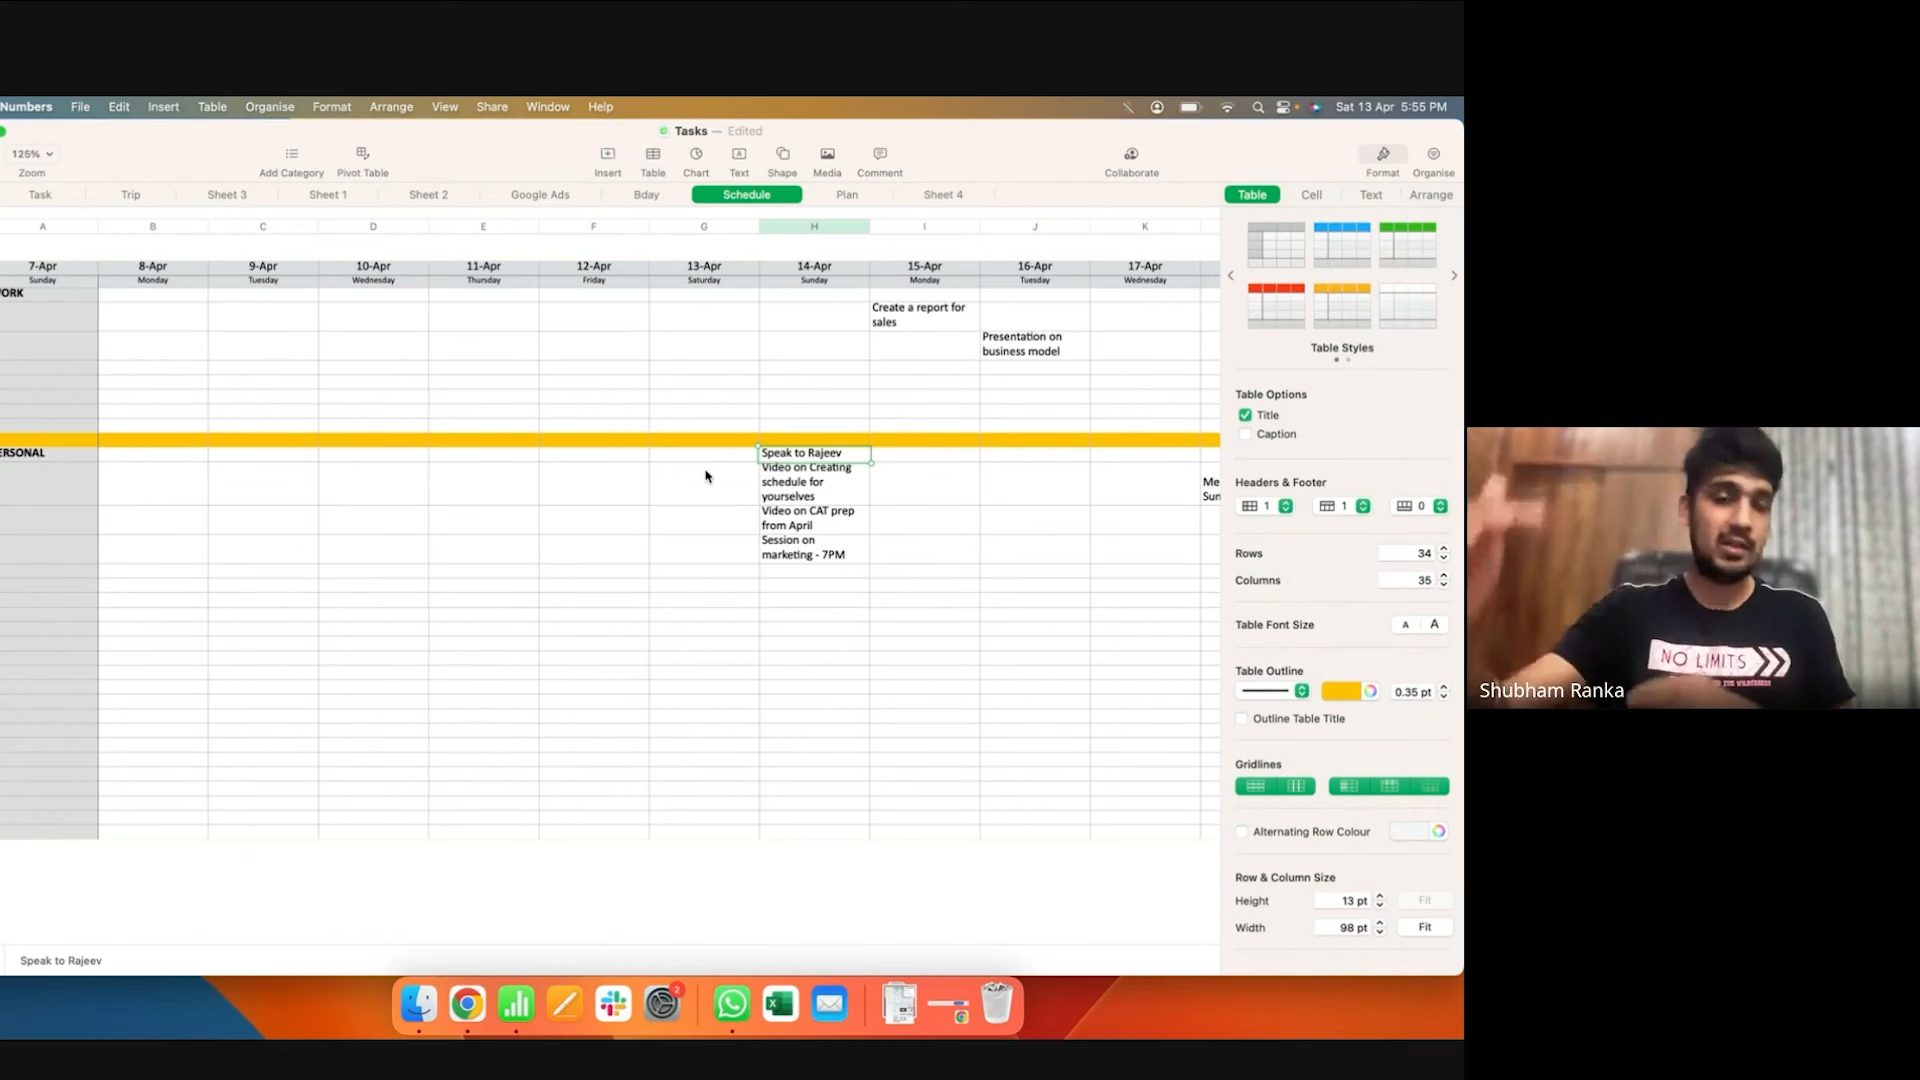 Numbers File Edit Insert Table Organise Format Arrange View Share Window Help Sat 13 Apr 5:55 PM
Tasks — Edited
125%
Zoom Add Category Pivot Table Insert Table Chart Text Shape Media Comment Collaborate Format Organise
Task Trip Sheet 3 Sheet 1 Sheet 2 Google Ads Bday Schedule Plan Sheet 4 Table Cell Text Arrange
A B C D E F G H I J K
7-Apr 8-Apr 9-Apr 10-Apr 11-Apr 12-Apr 13-Apr 14-Apr 15-Apr 16-Apr 17-Apr
Sunday Monday Tuesday Wednesday Thursday Friday Saturday Sunday Monday Tuesday Wednesday
ORK
Create a report for
sales
Presentation on
business model
ERSONAL
Speak to Rajeev
Video on Creating
schedule for
yourselves
Video on CAT prep
from April
Session on
marketing - 7PM
Me
Sun
Table Styles
Table Options
Title
Caption
Headers & Footer
1 1 0
Rows 34
Columns 35
Table Font Size A A
Table Outline
0.35 pt
Outline Table Title
Gridlines
Alternating Row Colour
Row & Column Size
Height 13 pt Fit
Width 98 pt Fit
Speak to Rajeev
2
NO LIMITS
Shubham Ranka